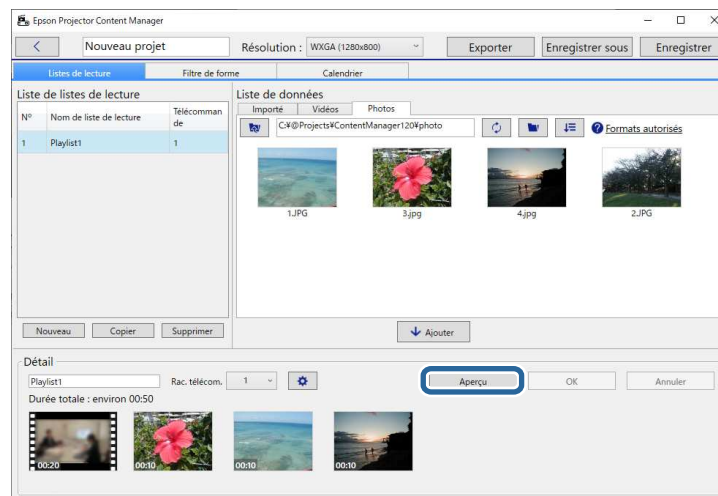 Epson Projector Content Manager
Nouveau projet
Résolution : WXGA (1280x800)
Exporter
Enregistrer sous
Enregistrer
Listes de lecture
Filtre de forme
Calendrier
Liste de listes de lecture
Nº Nom de liste de lecture Télécomman
de
1 Playlist1 1
Nouveau
Copier
Supprimer
Liste de données
Importé
Vidéos
Photos
C:¥@Projects¥ContentManager120¥photo
Formats autorisés
1.JPG
3.jpg
4.jpg
2.JPG
Ajouter
Détail
Playlist1
Rac. télécom. 1
Aperçu
OK
Annuler
Durée totale : environ 00:50
00:20
00:10
00:10
00:10